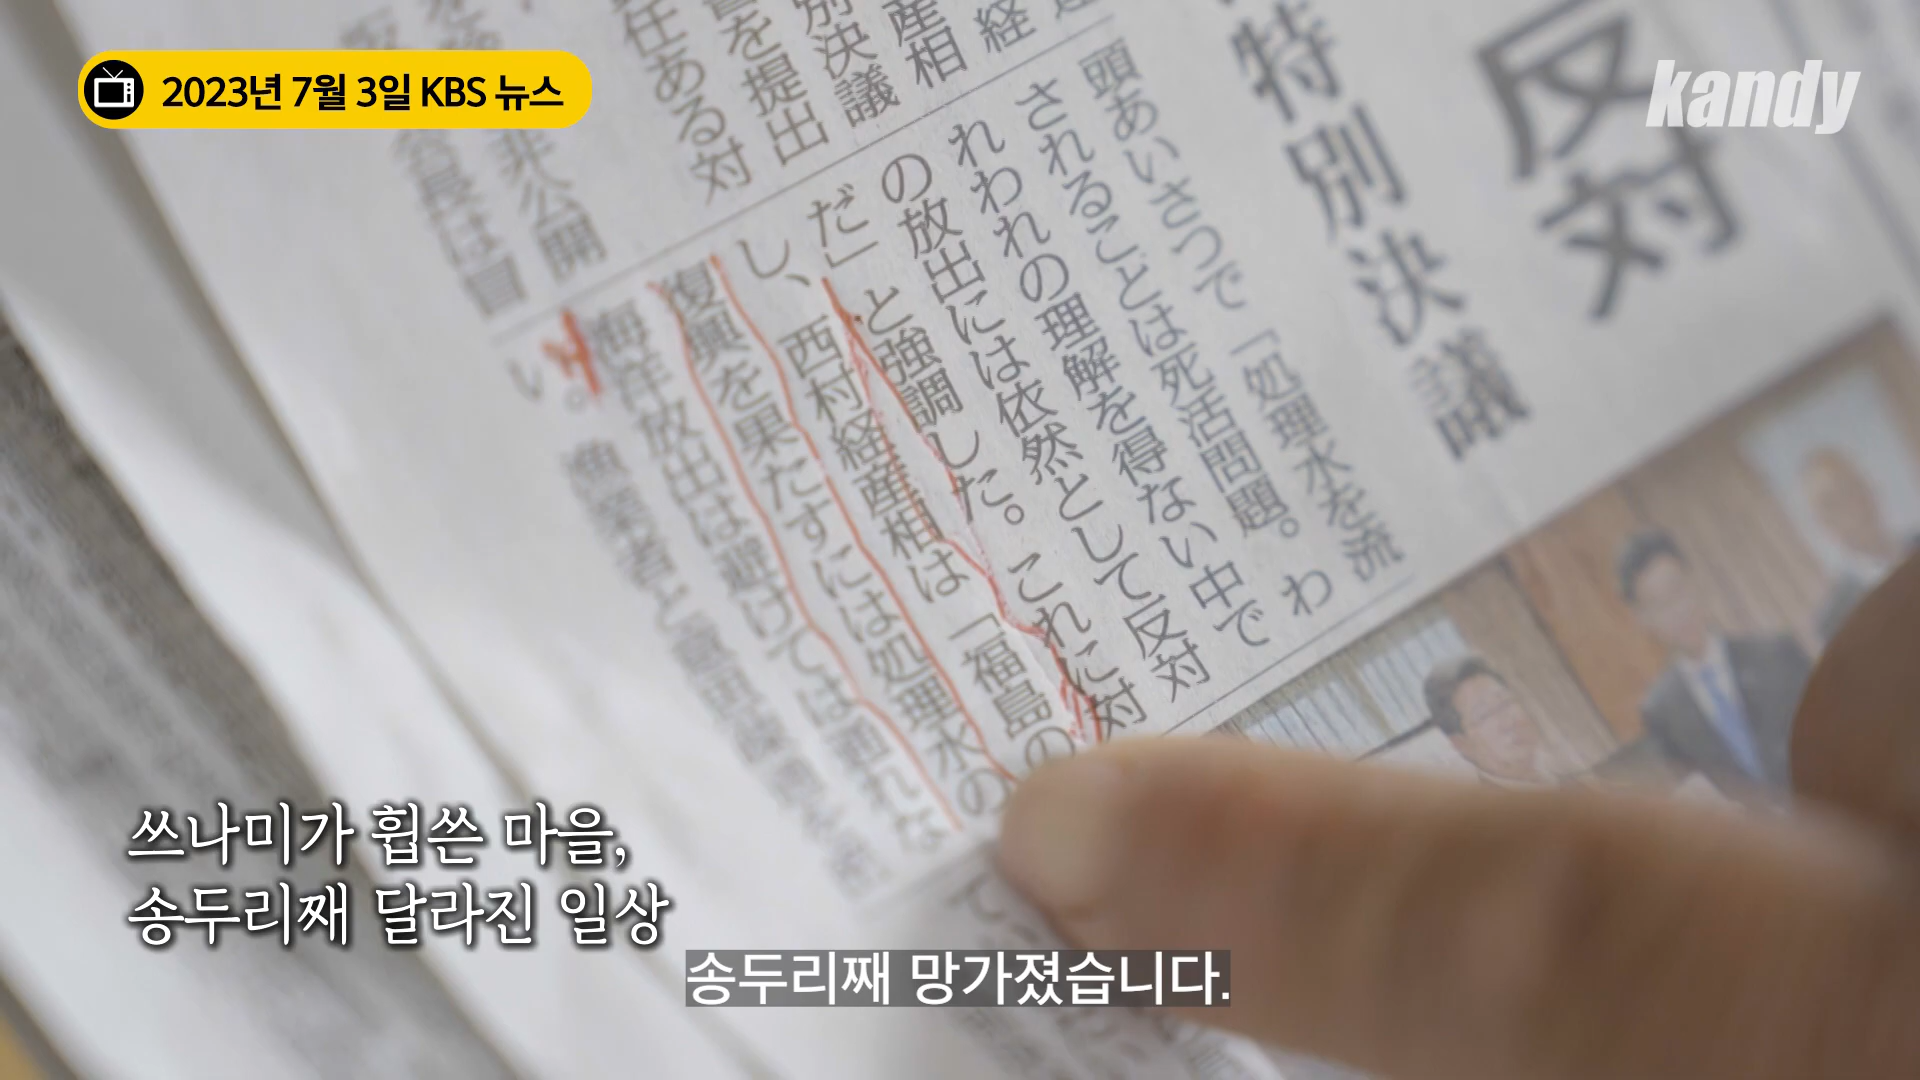 2023년 7월 3일 KBS 뉴스
kandy
反対
特別決議
頭あいさつで「処理水を流
されることは死活問題。わ
れわれの理解を得ない中で
の放出には依然として反対
だ」と強調した。これに対
し、西村経産相は「福島の
復興を果たすには処理水の
海洋放出は避けては通れな
い。
産相
別決議
を提出
任ある対
非公開
会長は冒
쓰나미가 휩쓴 마을,
송두리째 달라진 일상
송두리째 망가졌습니다.